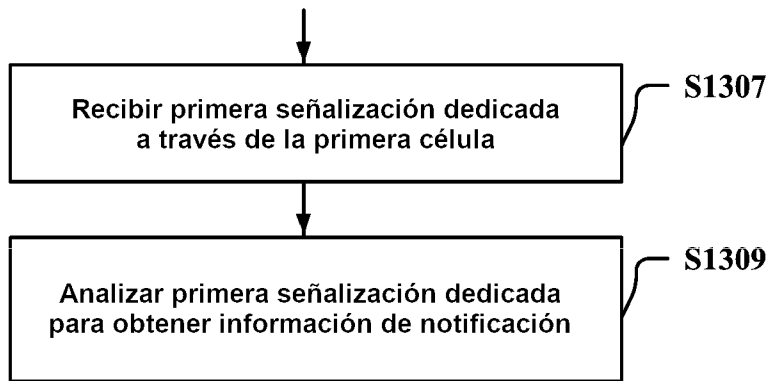 Recibir primera señalización dedicada
a través de la primera célula
S1307
Analizar primera señalización dedicada
para obtener información de notificación
S1309